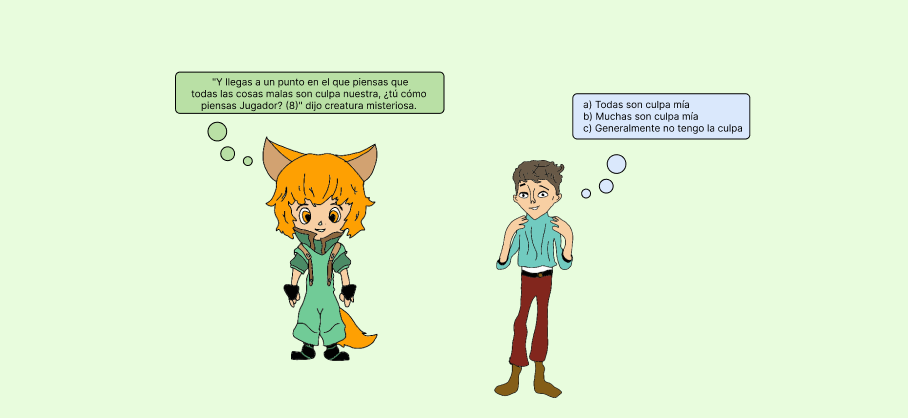 "Y llegas a un punto en el que piensas que
todas las cosas malas son culpa nuestra, ¿tú cómo
piensas Jugador? (8)" dijo creatura misteriosa.
a) Todas son culpa mía
b) Muchas son culpa mía
c) Generalmente no tengo la culpa